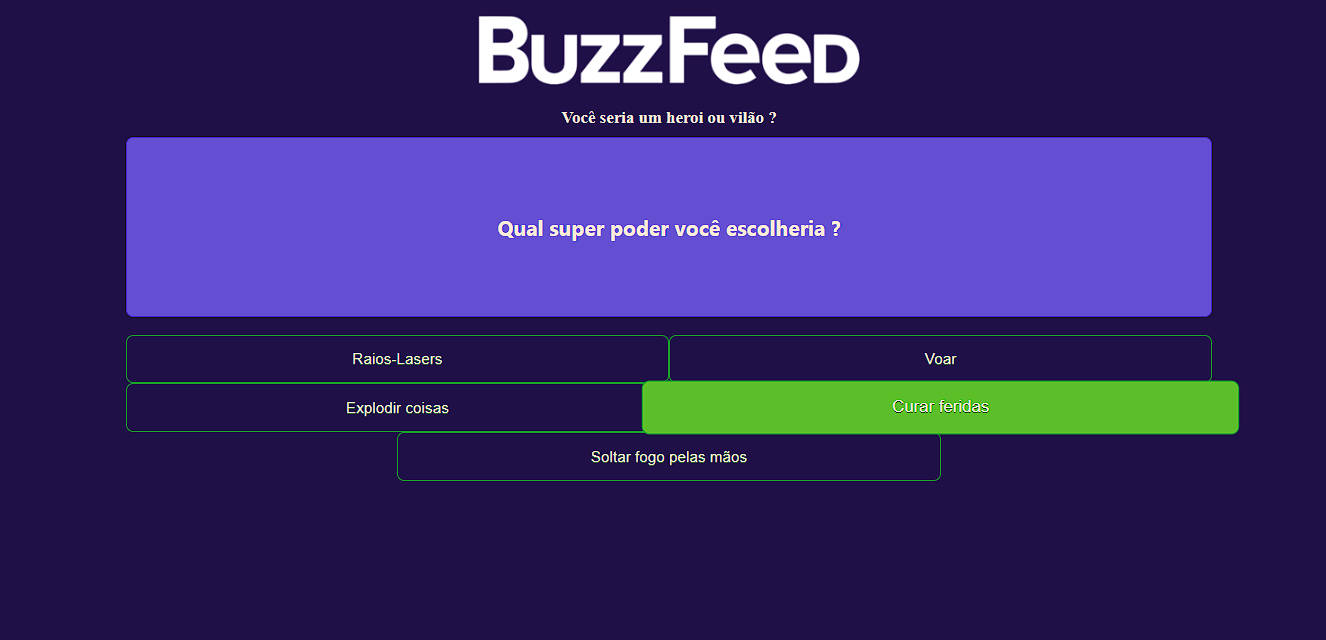 BuzzFeed
Você seria um heroi ou vilão ?
Qual super poder você escolheria ?
Raios-Lasers
Voar
Explodir coisas
Curar feridas
Soltar fogo pelas mãos